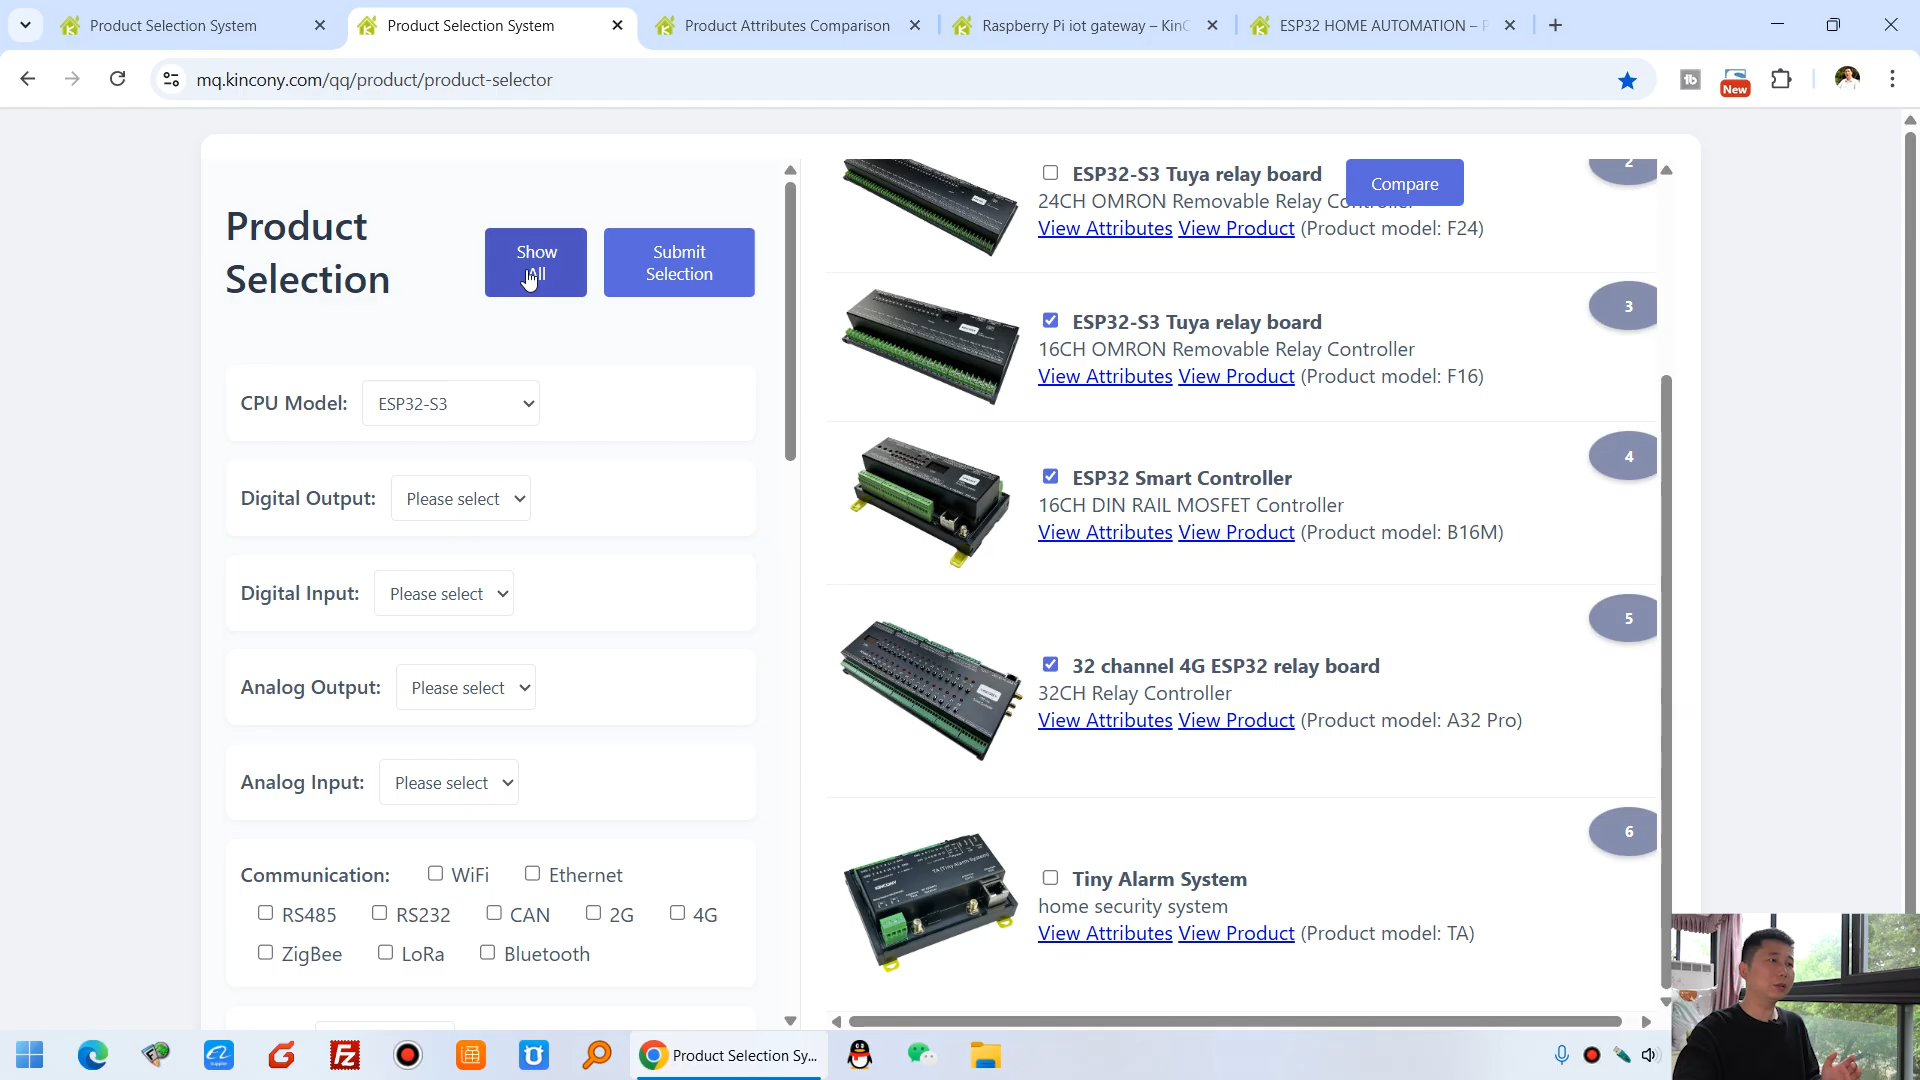 Product Selection System
Product Selection System
Product Attributes Comparison
Raspberry Pi iot gateway – KinC
ESP32 HOME AUTOMATION – P
mq.kincony.com/qq/product/product-selector
New
Product
Selection
Show
All
Submit
Selection
CPU Model:
ESP32-S3
Digital Output:
Please select
Digital Input:
Please select
Analog Output:
Please select
Analog Input:
Please select
Communication:
WiFi
Ethernet
RS485
RS232
CAN
2G
4G
ZigBee
LoRa
Bluetooth
Compare
2
ESP32-S3 Tuya relay board
24CH OMRON Removable Relay Controller
View Attributes View Product (Product model: F24)
3
ESP32-S3 Tuya relay board
16CH OMRON Removable Relay Controller
View Attributes View Product (Product model: F16)
4
ESP32 Smart Controller
16CH DIN RAIL MOSFET Controller
View Attributes View Product (Product model: B16M)
5
32 channel 4G ESP32 relay board
32CH Relay Controller
View Attributes View Product (Product model: A32 Pro)
6
Tiny Alarm System
home security system
View Attributes View Product (Product model: TA)
Product Selection Sy...